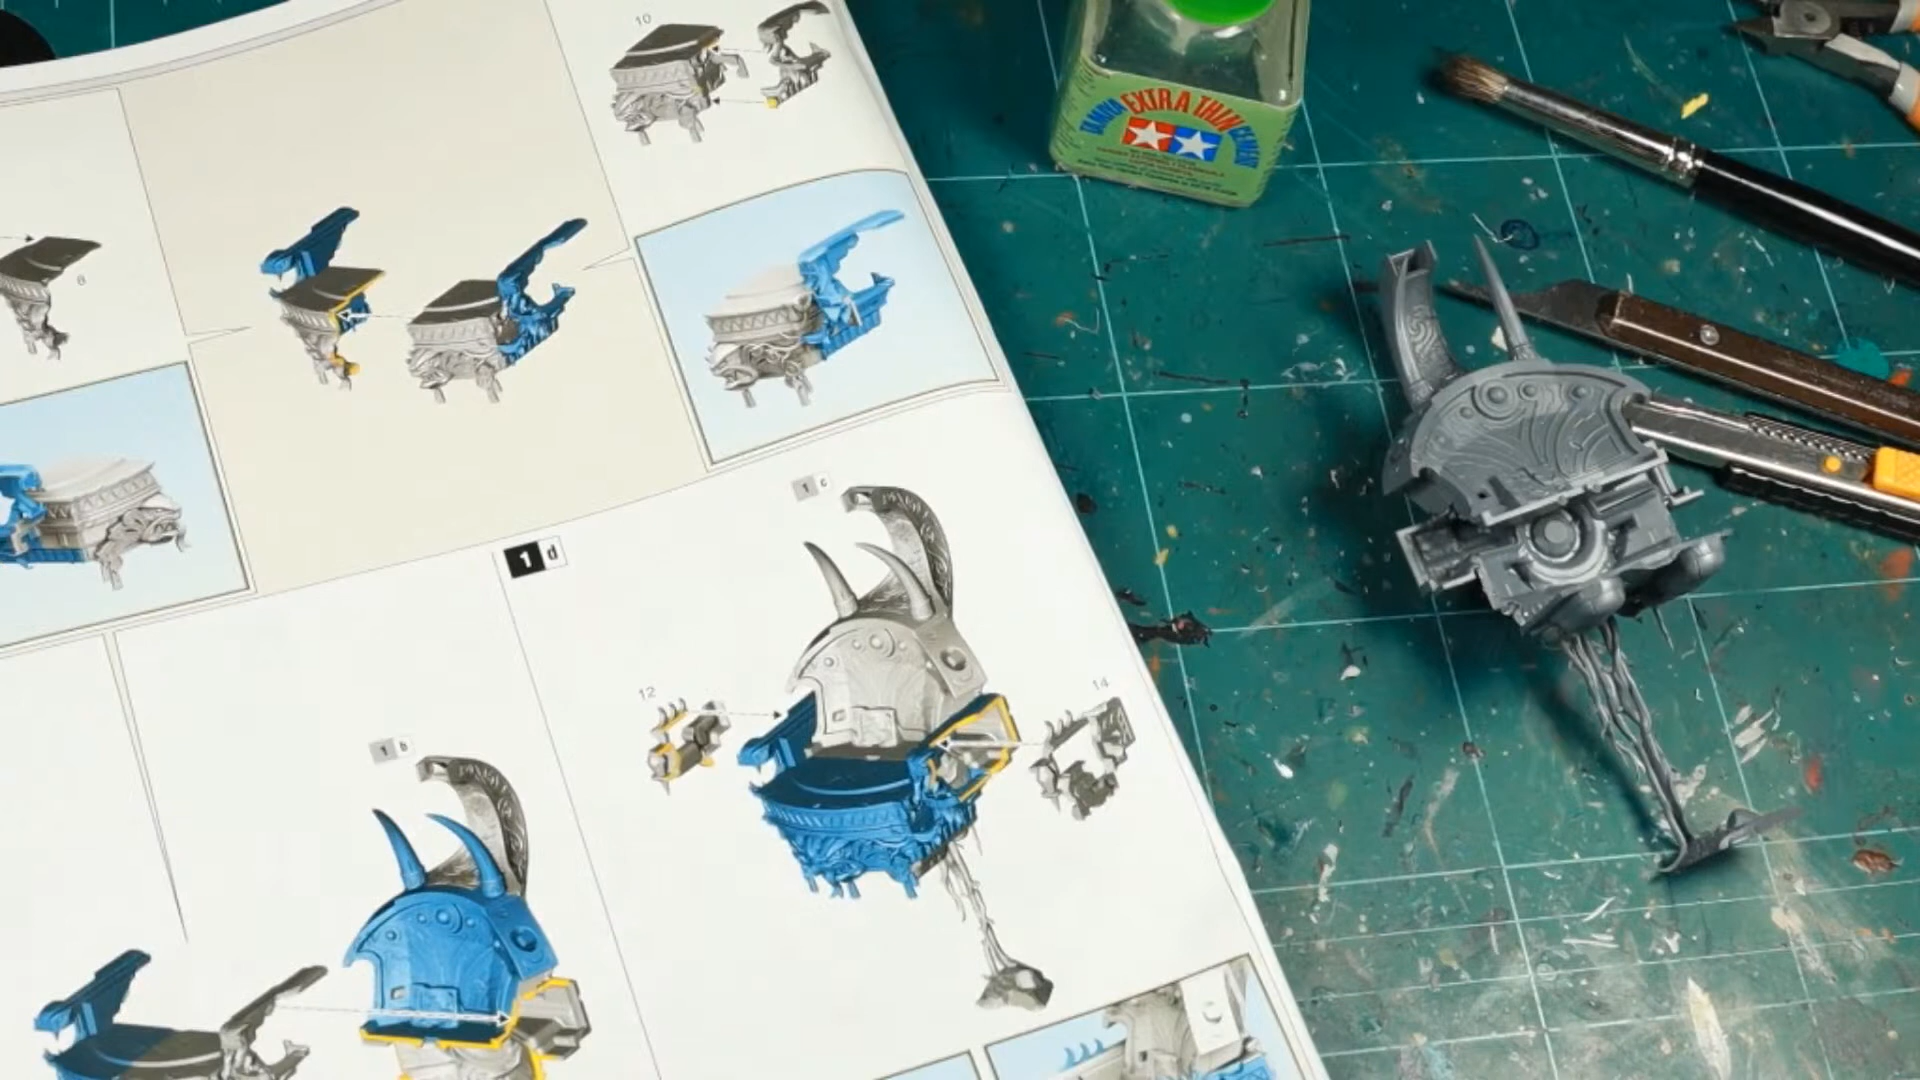 10
8
TAMIYA EXTRA THIN CEMENT
1 c
1 d
12
14
1 b